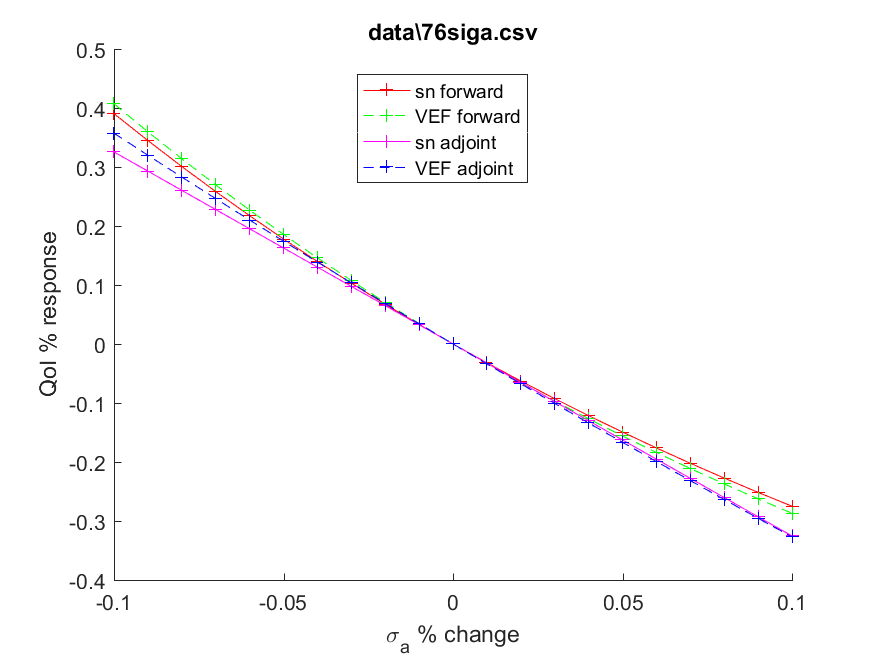 data\76siga.csv
sn forward
VEF forward
sn adjoint
VEF adjoint
0.5
0.4
0.3
0.2
0.1
0
-0.1
-0.2
-0.3
-0.4
QoI % response
-0.1 -0.05 0 0.05 0.1
σa % change